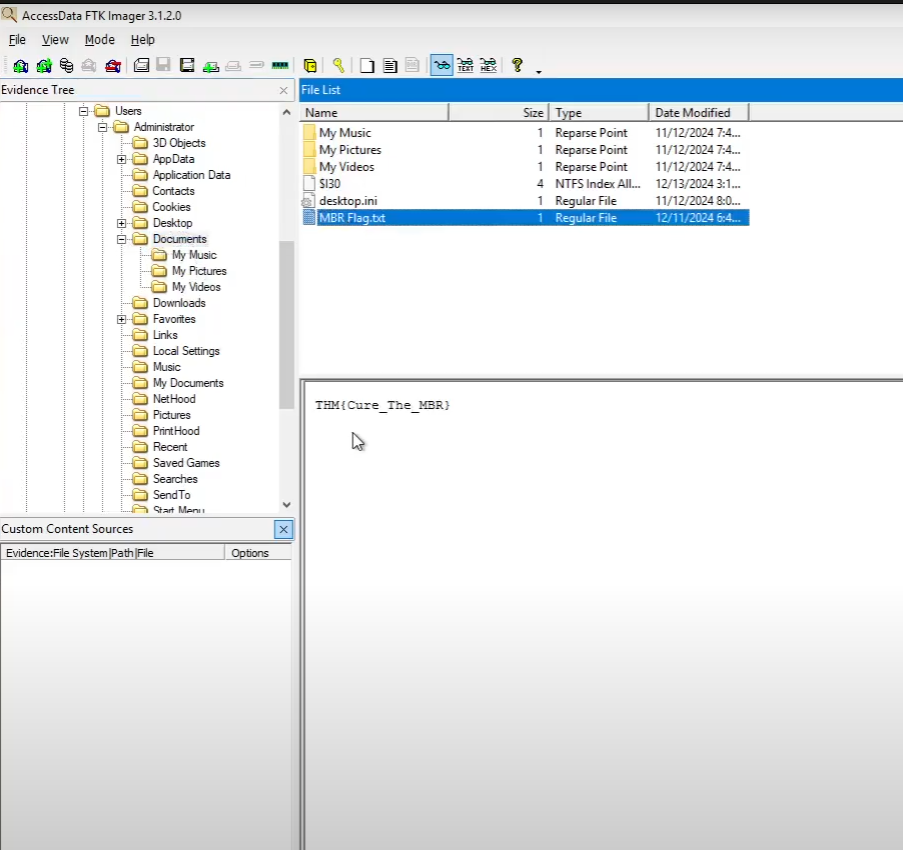 AccessData FTK Imager 3.1.2.0
File View Mode Help
TEXT HEX ?
Evidence Tree
Users
Administrator
3D Objects
AppData
Application Data
Contacts
Cookies
Desktop
Documents
My Music
My Pictures
My Videos
Downloads
Favorites
Links
Local Settings
Music
My Documents
NetHood
Pictures
PrintHood
Recent
Saved Games
Searches
SendTo
Start Menu
File List
Name Size Type Date Modified
My Music 1 Reparse Point 11/12/2024 7:4...
My Pictures 1 Reparse Point 11/12/2024 7:4...
My Videos 1 Reparse Point 11/12/2024 7:4...
$I30 4 NTFS Index All... 12/13/2024 3:1...
desktop.ini 1 Regular File 11/12/2024 8:0...
MBR Flag.txt 1 Regular File 12/11/2024 6:4...
THM{Cure_The_MBR}
Custom Content Sources
Evidence:File System|Path|File Options